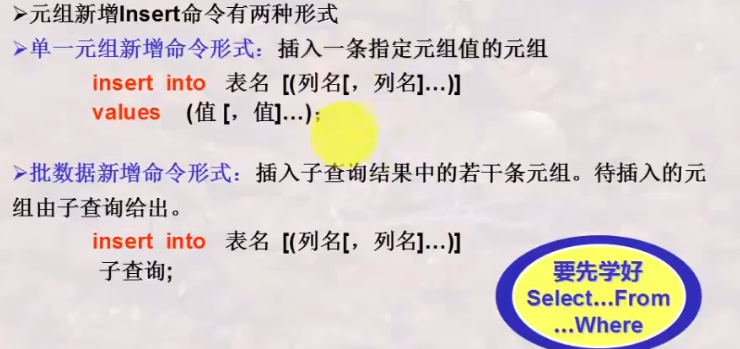 ➢元组新增Insert命令有两种形式
➢单一元组新增命令形式：插入一条指定元组值的元组
insert into 表名 [(列名[，列名]…)]
values (值 [，值]…)；
➢批数据新增命令形式：插入子查询结果中的若干条元组。待插入的元
组由子查询给出。
insert into 表名 [(列名[，列名]…)]
子查询;
要先学好
Select…From
…Where